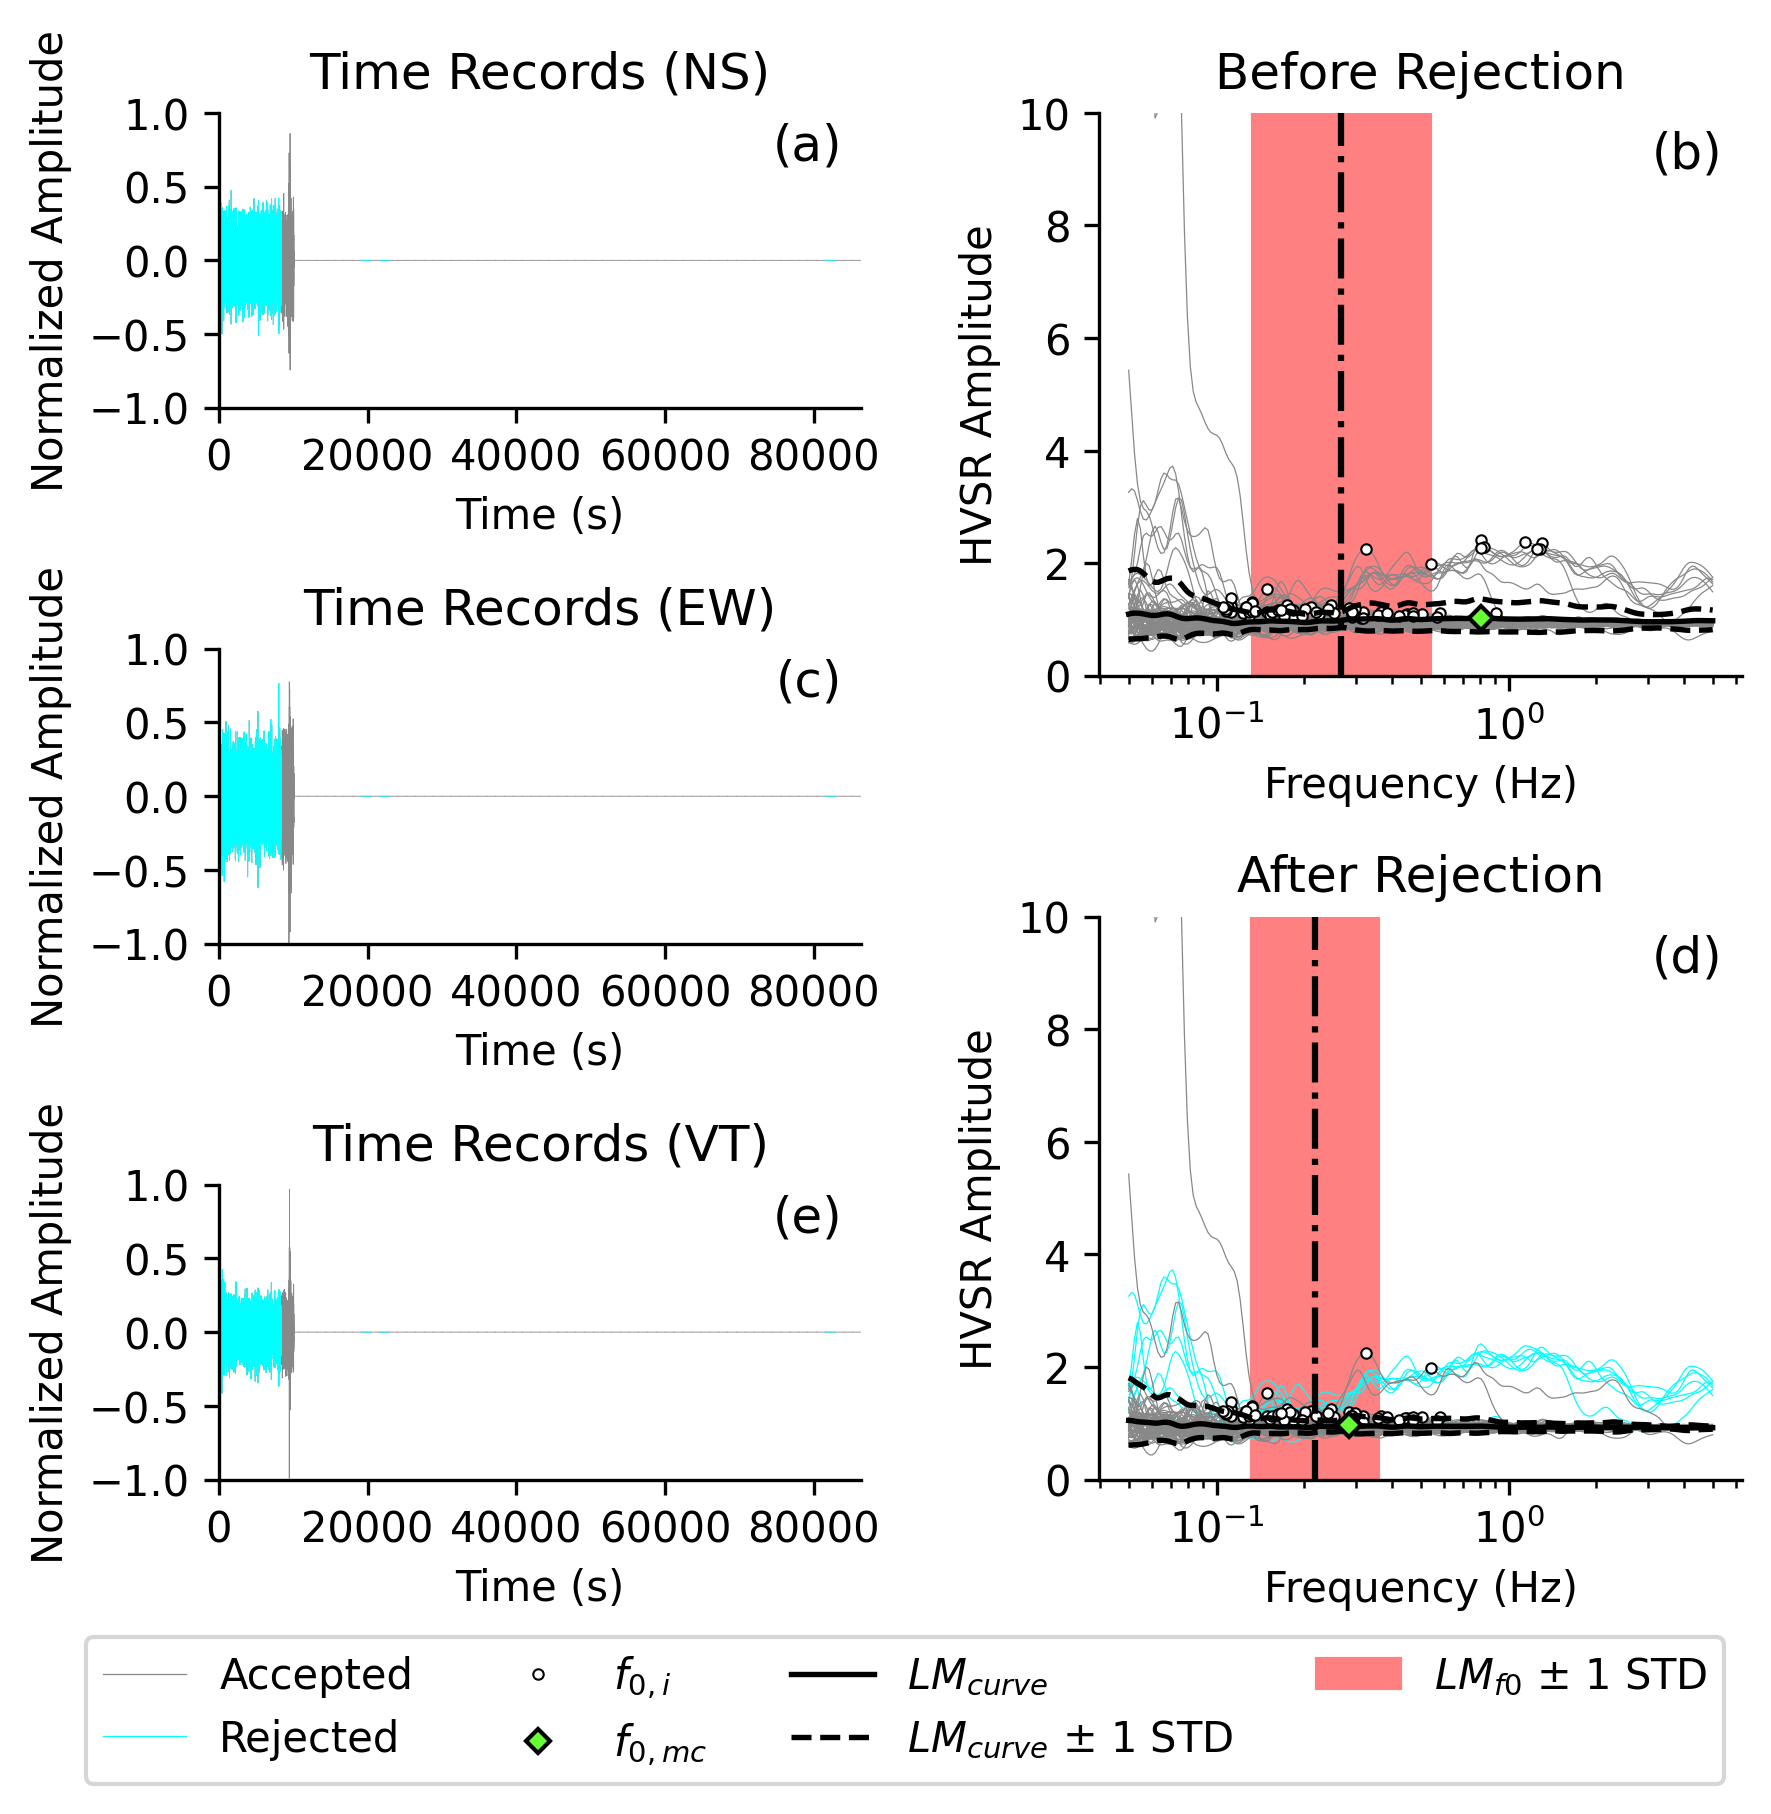 Time Records (NS)
Normalized Amplitude
1.0
0.5
0.0
−0.5
−1.0
(a)
0 20000 40000 60000 80000
Time (s)
Before Rejection
HVSR Amplitude
10
8
6
4
2
0
(b)
10⁻¹ 10⁰
Frequency (Hz)
Time Records (EW)
Normalized Amplitude
1.0
0.5
0.0
−0.5
−1.0
(c)
0 20000 40000 60000 80000
Time (s)
After Rejection
HVSR Amplitude
10
8
6
4
2
0
(d)
10⁻¹ 10⁰
Frequency (Hz)
Time Records (VT)
Normalized Amplitude
1.0
0.5
0.0
−0.5
−1.0
(e)
0 20000 40000 60000 80000
Time (s)
Accepted
Rejected
f0,i
f0,mc
LMcurve
LMcurve ± 1 STD
LMf0 ± 1 STD